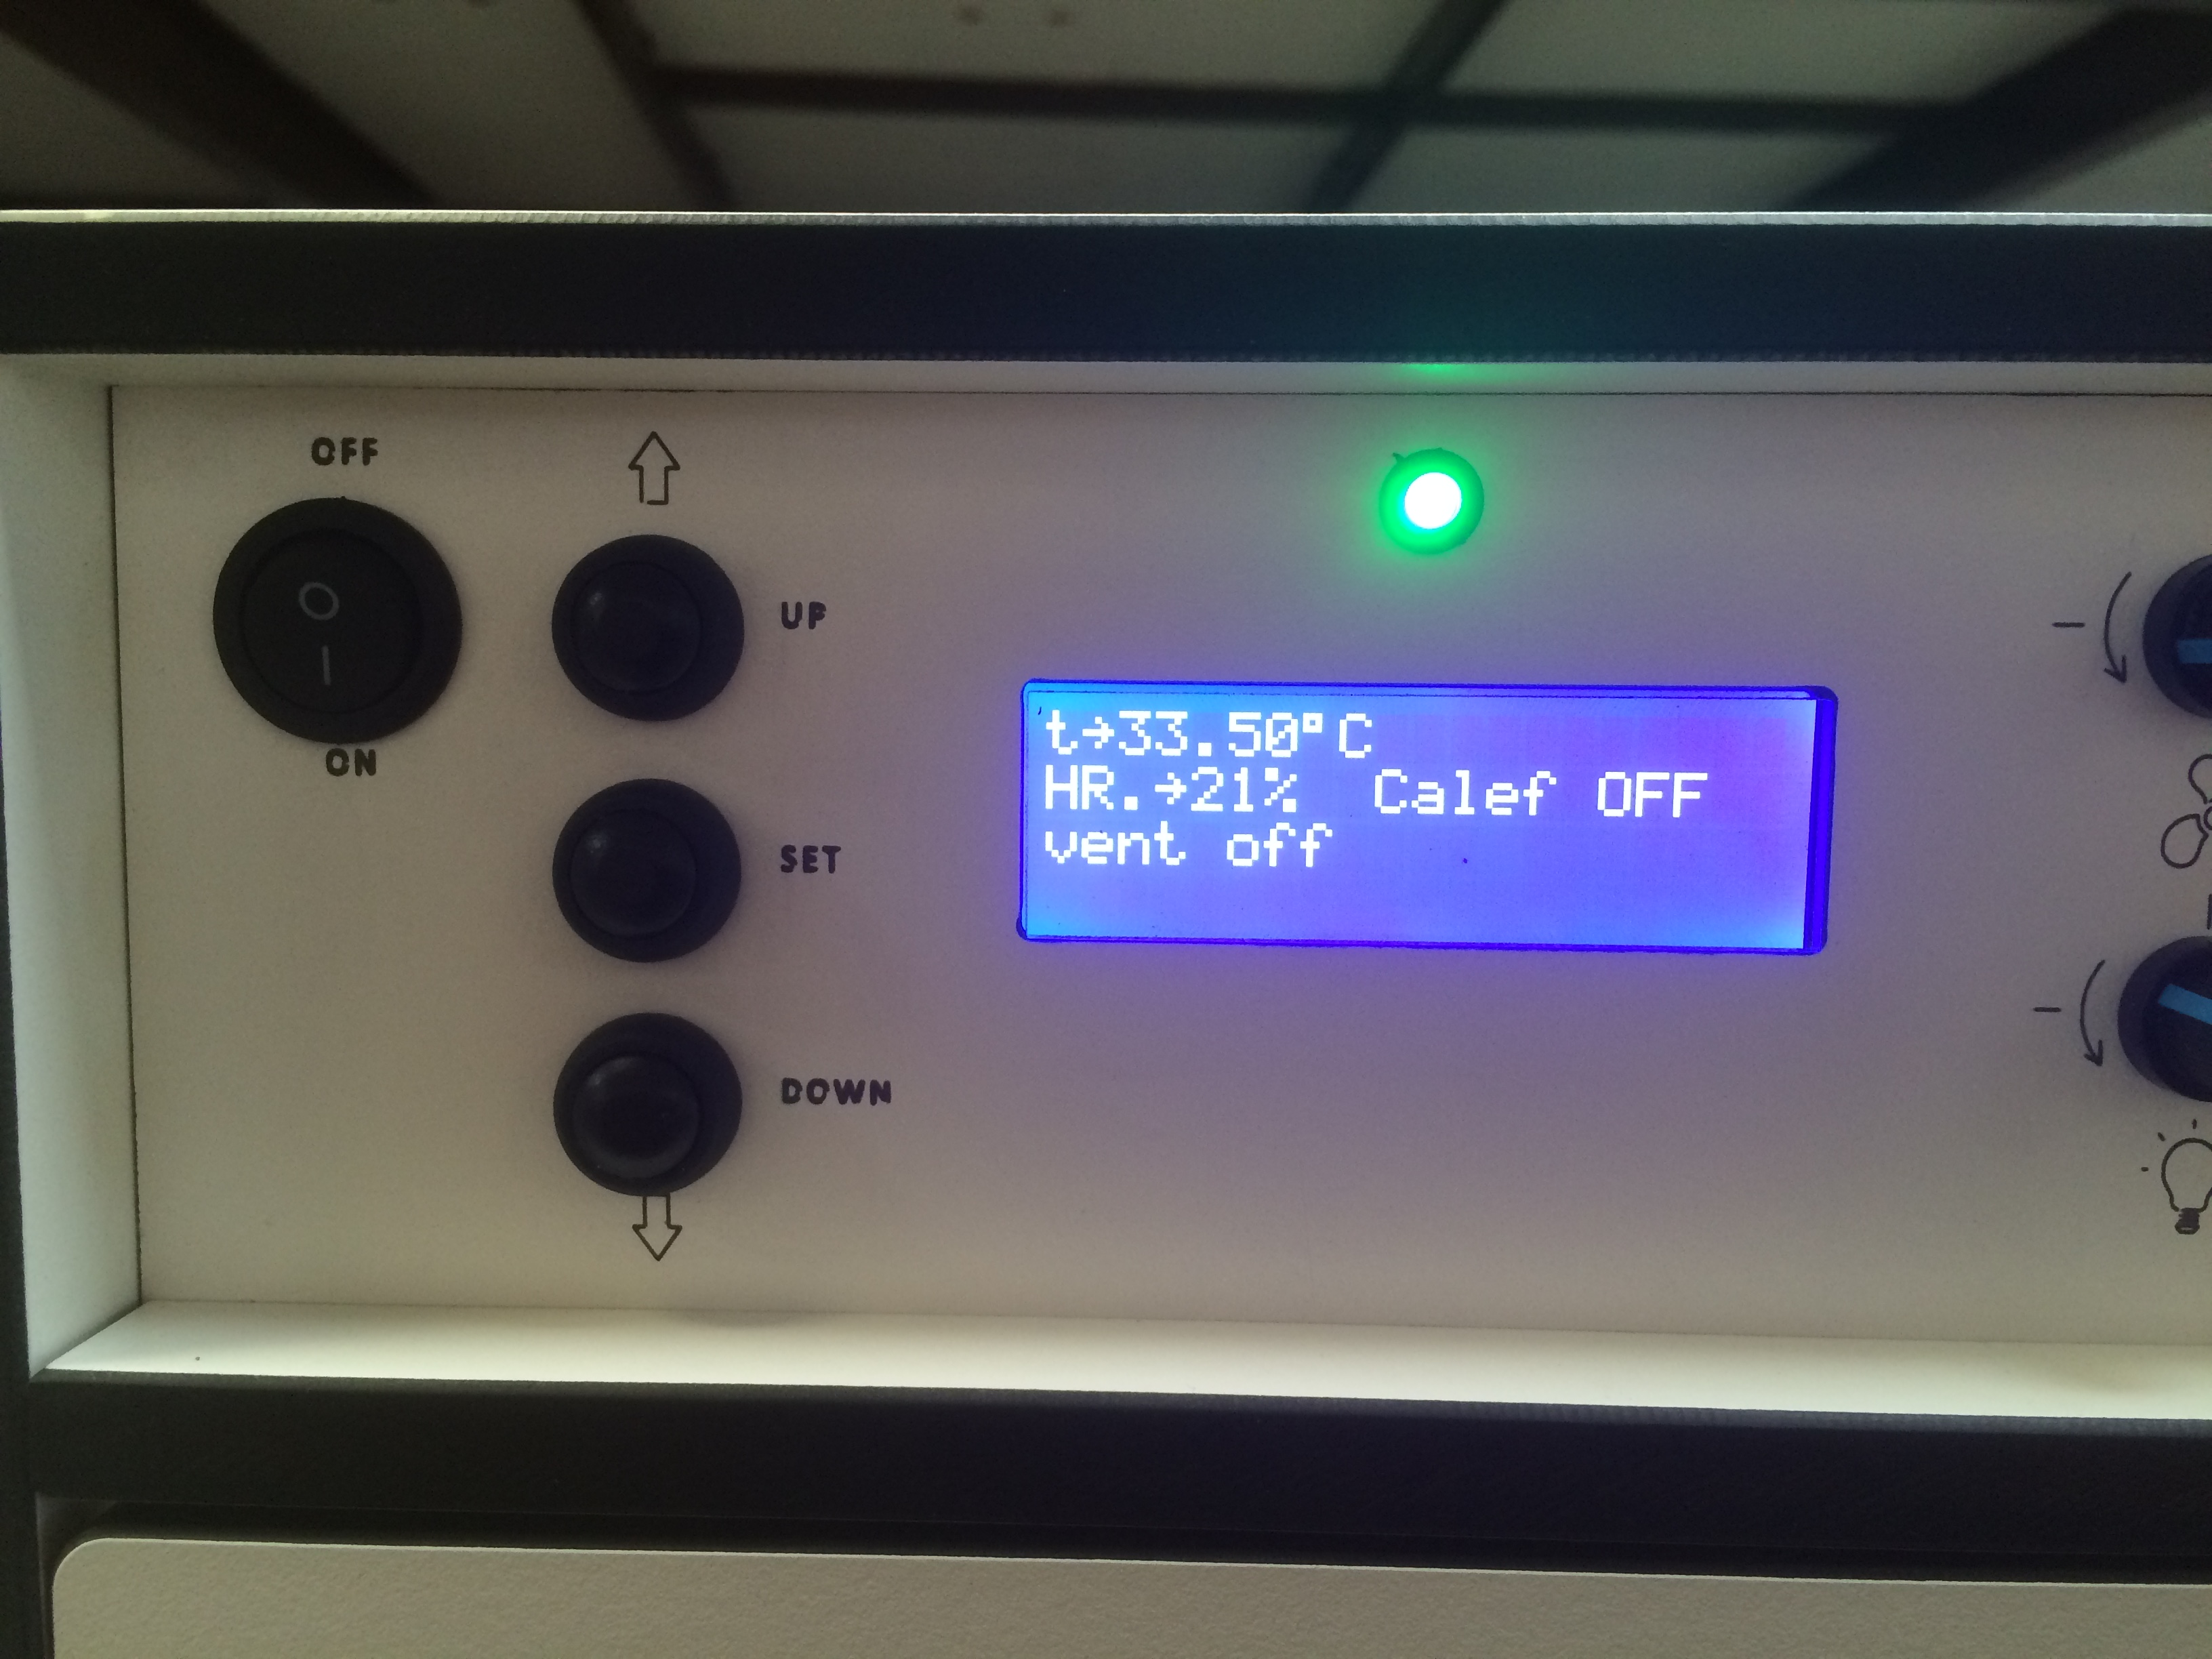 OFF
O
|
ON
UP
SET
DOWN
t→33.50°C
HR.→21% Calef OFF
vent off
-
-